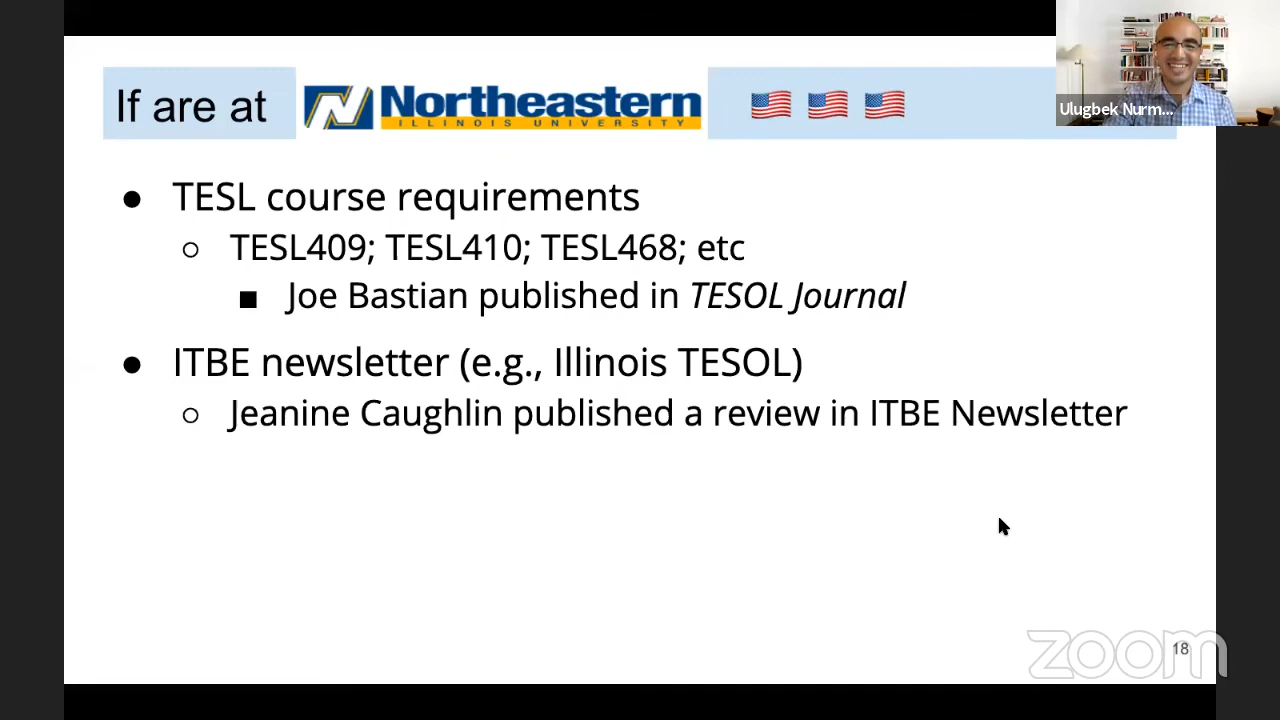 If are at Northeastern
ILLINOIS UNIVERSITY
Ulugbek Nurm...
● TESL course requirements
○ TESL409; TESL410; TESL468; etc
■ Joe Bastian published in TESOL Journal
● ITBE newsletter (e.g., Illinois TESOL)
○ Jeanine Caughlin published a review in ITBE Newsletter
18
zoom